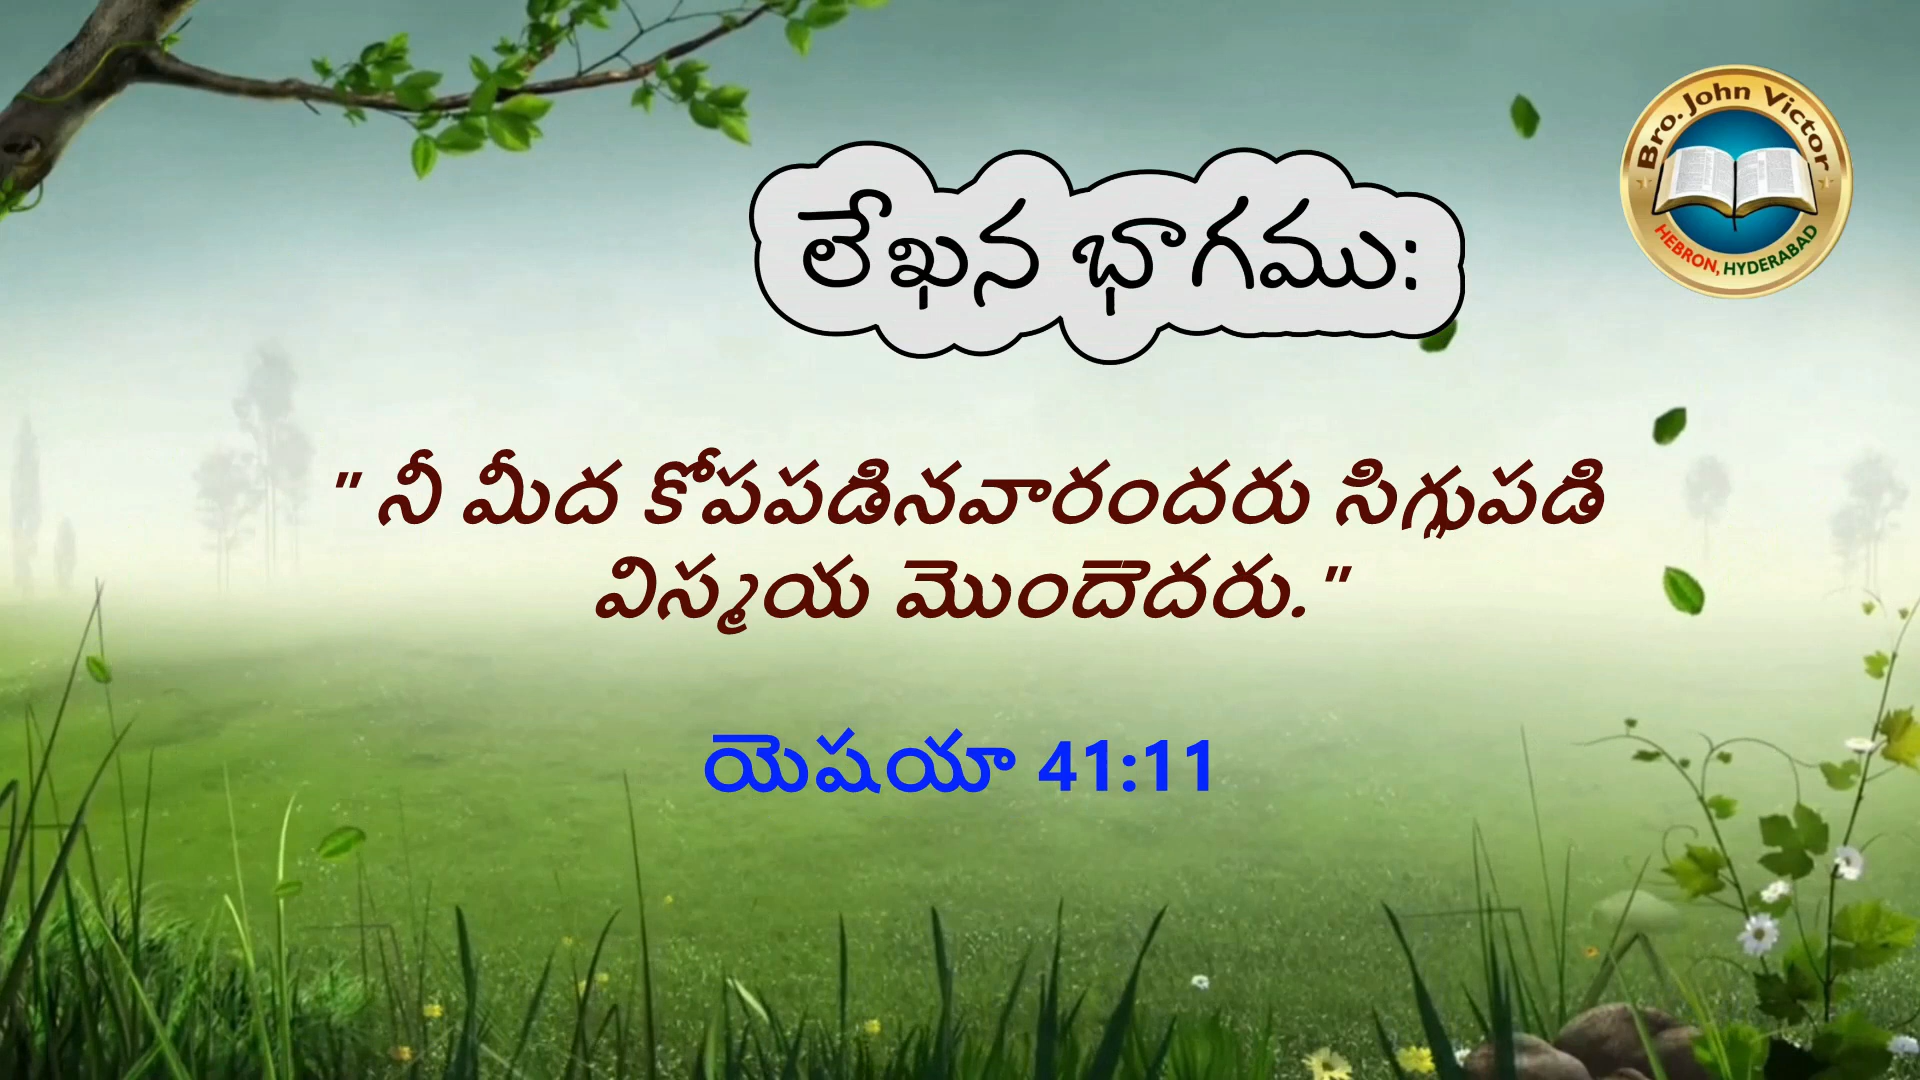 Bro. John Victor
HEBRON, HYDERABAD
లేఖన భాగము:
" నీ మీద కోపపడినవారందరు సిగ్గుపడి
విస్మయ మొందెదరు."
యెషయా 41:11